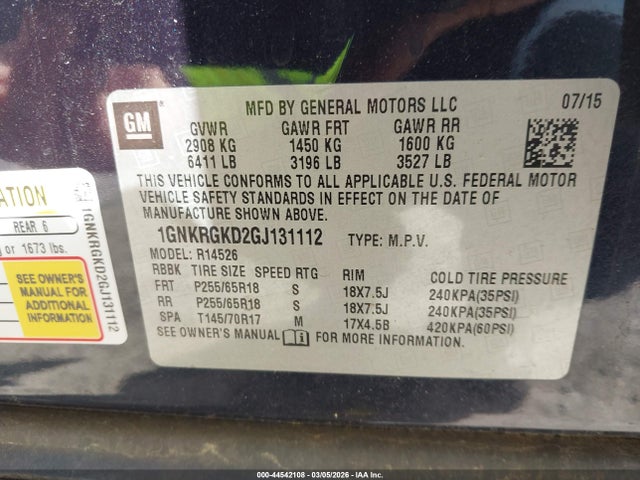 MFD BY GENERAL MOTORS LLC 07/15
GM
GVWR GAWR FRT GAWR RR
2908 KG 1450 KG 1600 KG
6411 LB 3196 LB 3527 LB
THIS VEHICLE CONFORMS TO ALL APPLICABLE U.S. FEDERAL MOTOR
VEHICLE SAFETY STANDARDS IN EFFECT ON THE DATE OF
MANUFACTURE SHOWN ABOVE.
1GNKRGKD2GJ131112 TYPE: M.P.V.
MODEL: R14526
RBBK TIRE SIZE SPEED RTG RIM COLD TIRE PRESSURE
FRT P255/65R18 S 18X7.5J 240KPA(35PSI)
RR P255/65R18 S 18X7.5J 240KPA(35PSI)
SPA T145/70R17 M 17X4.5B 420KPA(60PSI)
SEE OWNER'S MANUAL FOR MORE INFORMATION.
ATION
REAR 6
or 1673 lbs.
SEE OWNER'S
MANUAL FOR
ADDITIONAL
INFORMATION
1GNKRGKD2GJ131112
000-44542108 | 03/05/2026 | IAA Inc.